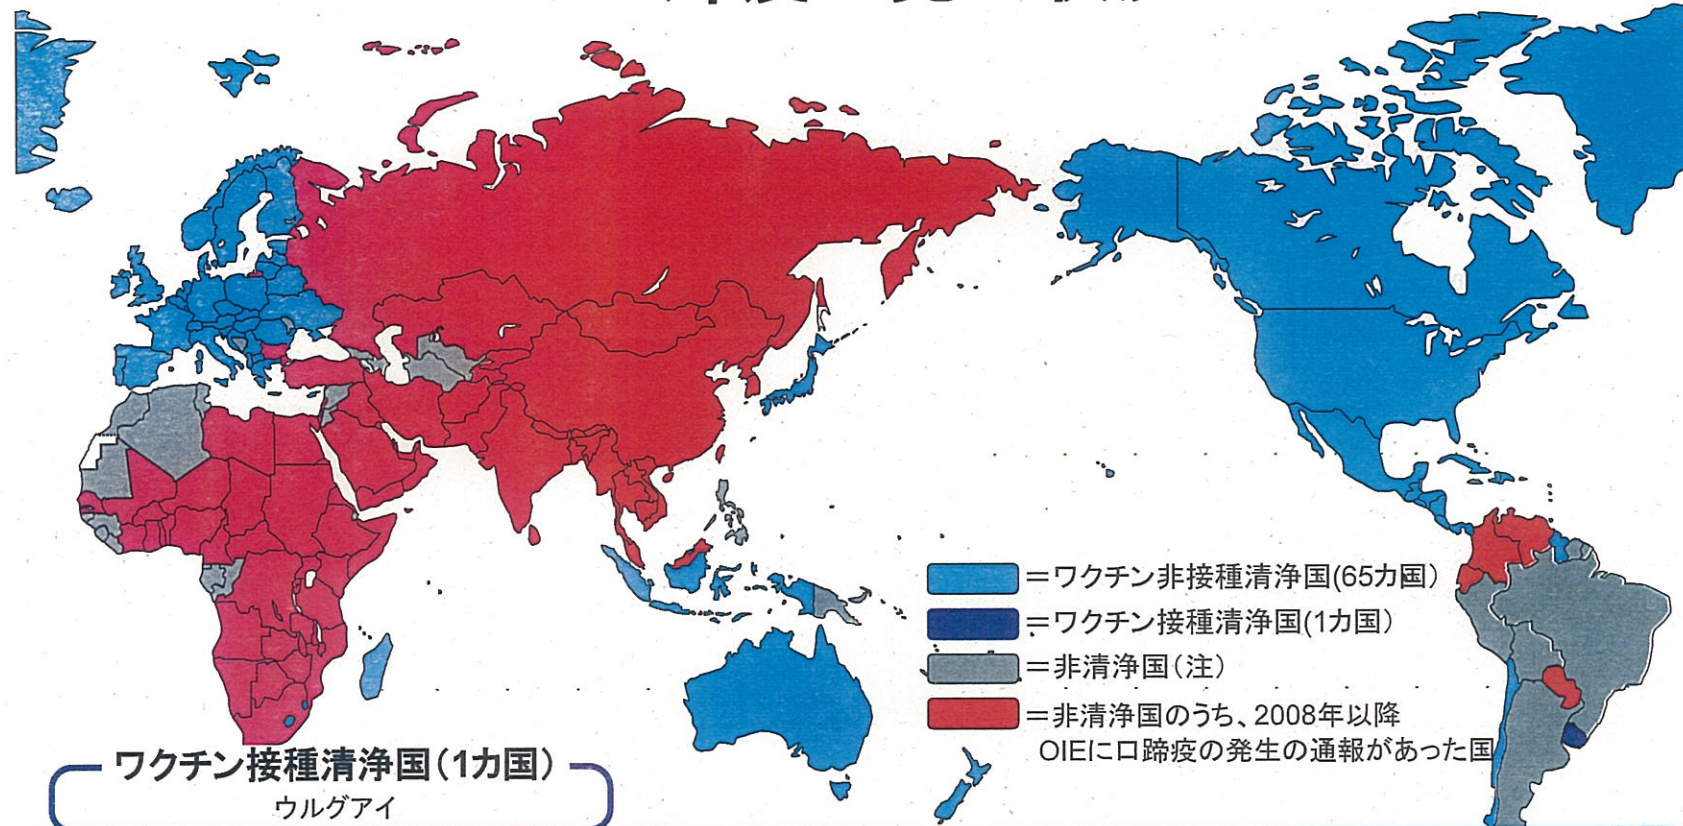 =ワクチン非接種清浄国(65カ国)
=ワクチン接種清浄国(1カ国)
=非清浄国(注)
=非清浄国のうち、2008年以降
OIEに口蹄疫の発生の通報があった国
ワクチン接種清浄国(1カ国)
ウルグアイ